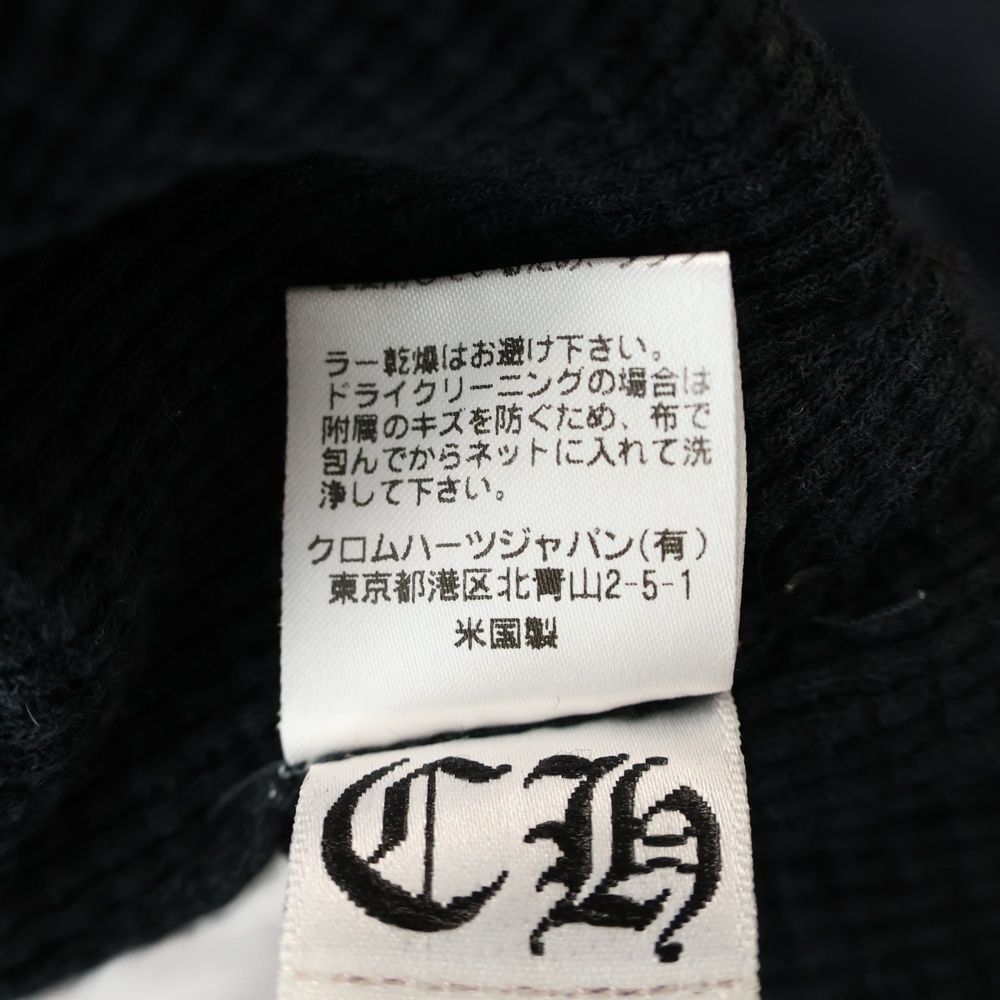 ラー乾燥はお避け下さい。
ドライクリーニングの場合は
附属のキズを防ぐため、布で
包んでからネットに入れて洗
浄して下さい。
クロムハーツジャパン(有)
東京都港区北青山2-5-1
米国製
CH